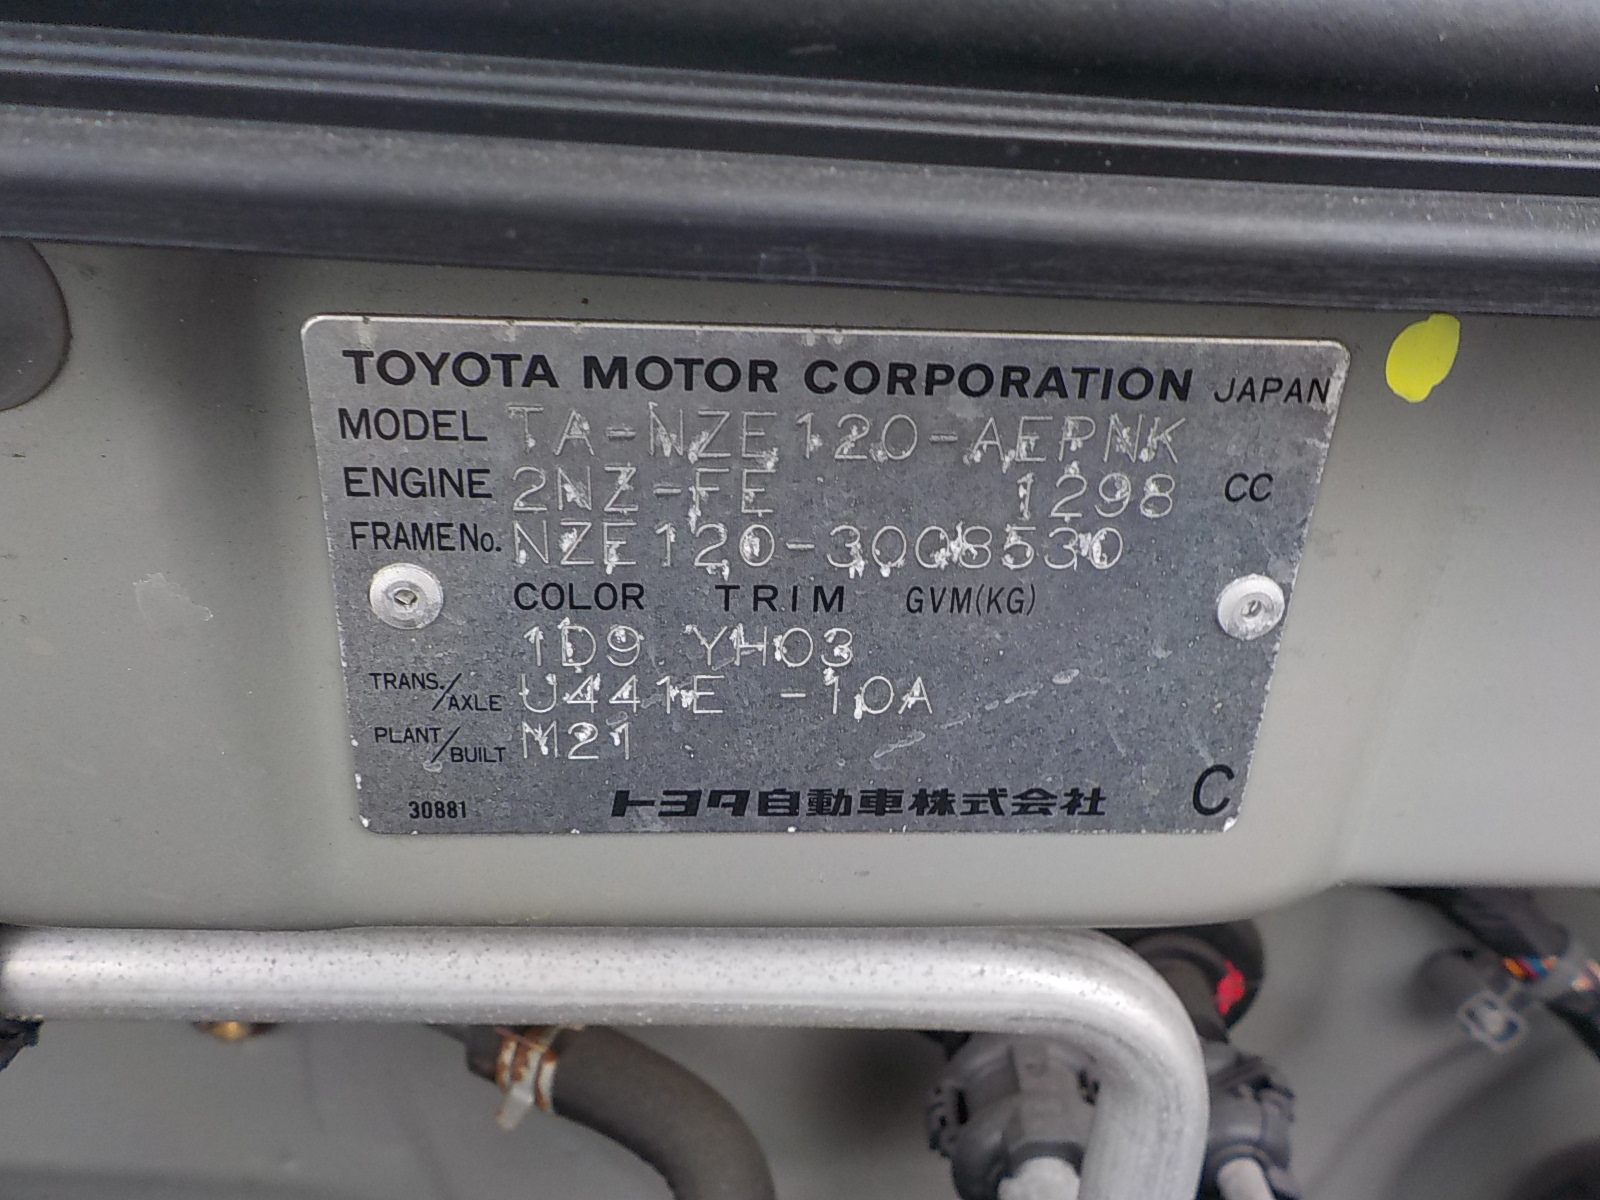 TOYOTA MOTOR CORPORATION JAPAN
MODEL TA-NZE120-AEPNK
ENGINE 2NZ-FE 1298 CC
FRAME No. NZE120-3008530
COLOR TRIM GVM(KG)
1D9 YH03
TRANS./AXLE U441E -10A
PLANT/BUILT M21
30881 トヨタ自動車株式会社 C